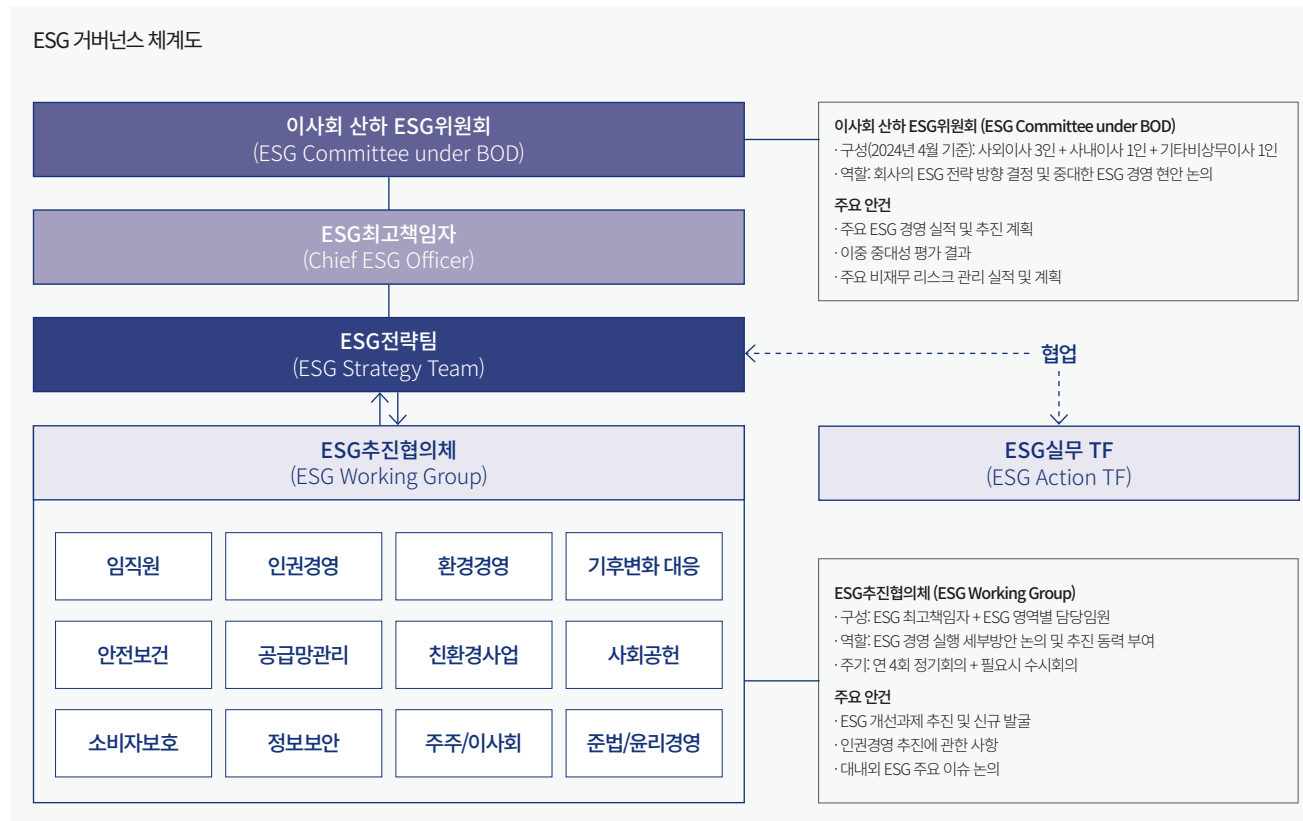 ESG 거버넌스 체계도
이사회 산하 ESG위원회
(ESG Committee under BOD)
ESG최고책임자
(Chief ESG Officer)
ESG전략팀
(ESG Strategy Team)
ESG추진협의체
(ESG Working Group)
임직원
인권경영
환경경영
기후변화 대응
안전보건
공급망관리
친환경사업
사회공헌
소비자보호
정보보안
주주/이사회
준법/윤리경영
이사회 산하 ESG위원회 (ESG Committee under BOD)
· 구성(2024년 4월 기준): 사외이사 3인 + 사내이사 1인 + 기타비상무이사 1인
· 역할: 회사의 ESG 전략 방향 결정 및 중대한 ESG 경영 현안 논의
주요 안건
· 주요 ESG 경영 실적 및 추진 계획
· 이중 중대성 평가 결과
· 주요 비재무 리스크 관리 실적 및 계획
협업
ESG실무 TF
(ESG Action TF)
ESG추진협의체 (ESG Working Group)
· 구성: ESG 최고책임자 + ESG 영역별 담당임원
· 역할: ESG 경영 실행 세부방안 논의 및 추진 동력 부여
· 주기: 연 4회 정기회의 + 필요시 수시회의
주요 안건
· ESG 개선과제 추진 및 신규 발굴
· 인권경영 추진에 관한 사항
· 대내외 ESG 주요 이슈 논의